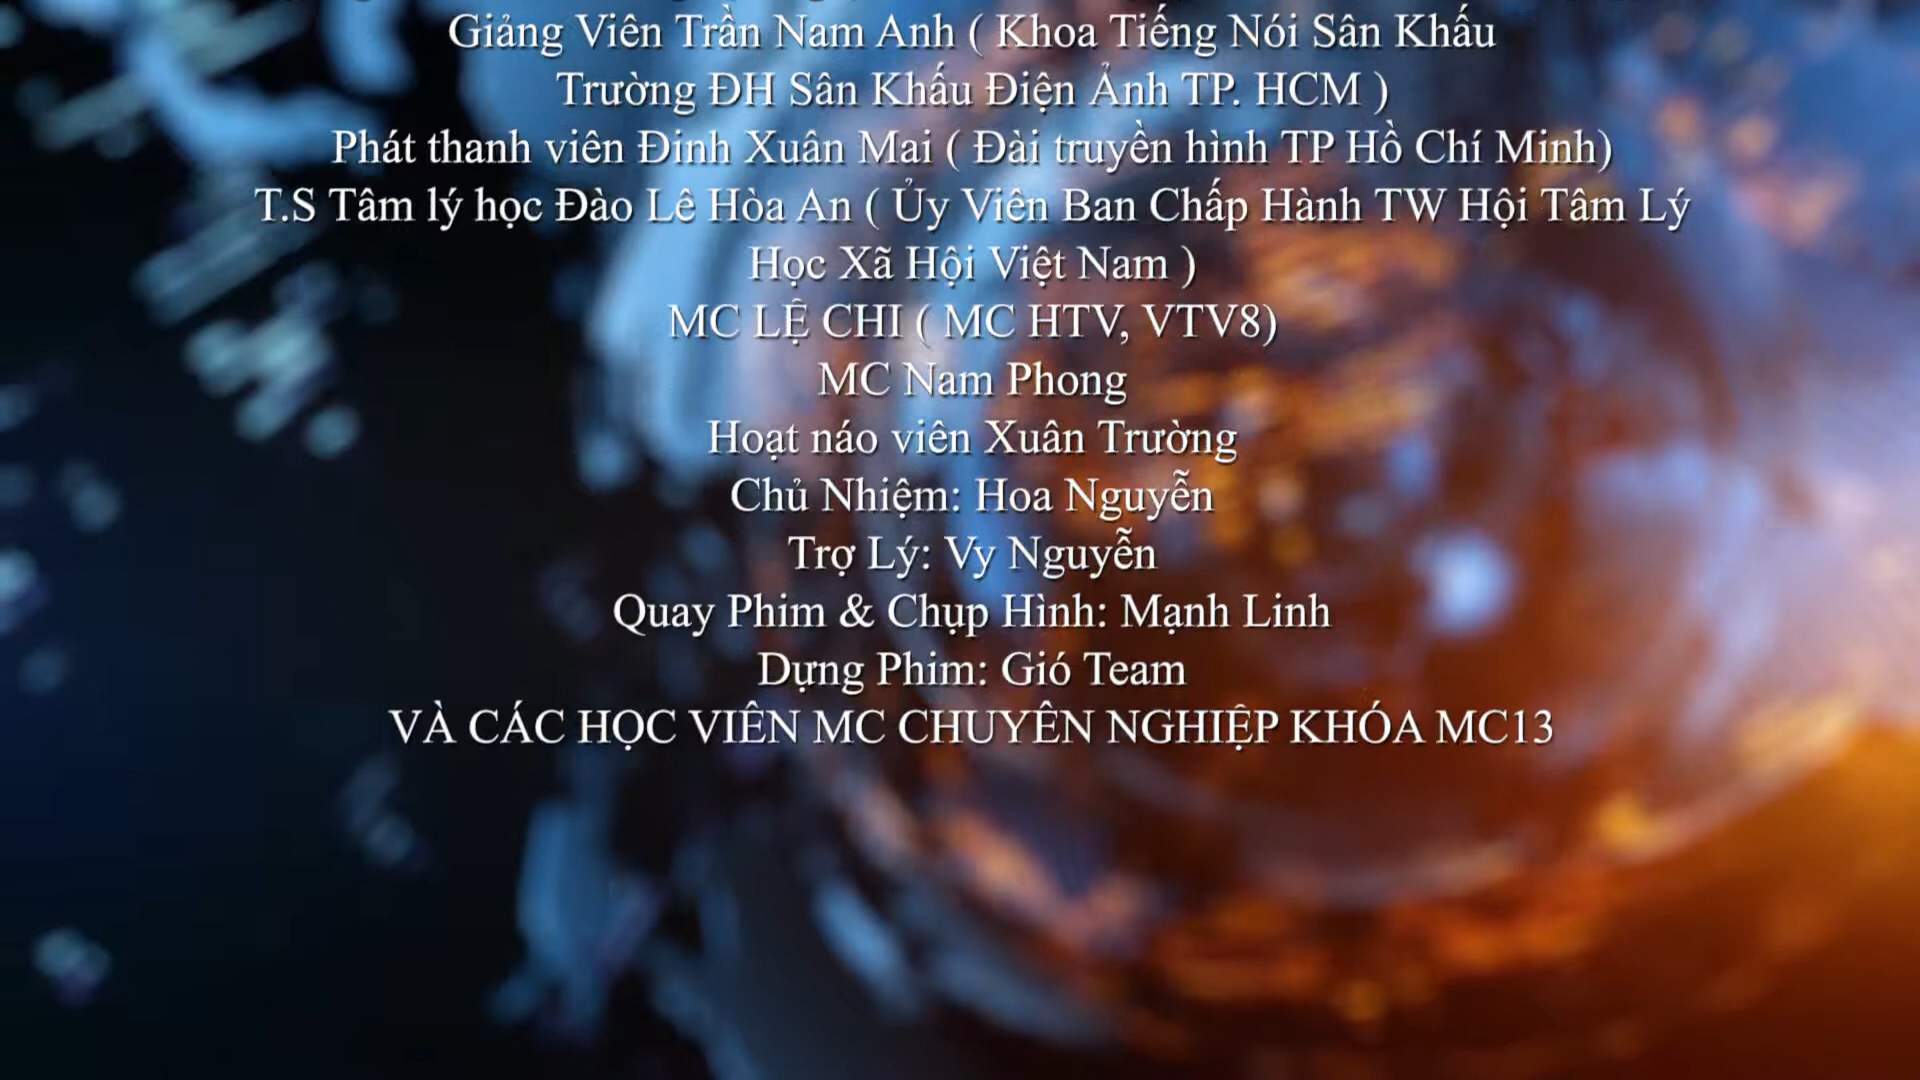 Giảng Viên Trần Nam Anh ( Khoa Tiếng Nói Sân Khấu
Trường ĐH Sân Khấu Điện Ảnh TP. HCM )
Phát thanh viên Đinh Xuân Mai ( Đài truyền hình TP Hồ Chí Minh)
T.S Tâm lý học Đào Lê Hòa An ( Ủy Viên Ban Chấp Hành TW Hội Tâm Lý
Học Xã Hội Việt Nam )
MC LỆ CHI ( MC HTV, VTV8)
MC Nam Phong
Hoạt náo viên Xuân Trường
Chủ Nhiệm: Hoa Nguyễn
Trợ Lý: Vy Nguyễn
Quay Phim & Chụp Hình: Mạnh Linh
Dựng Phim: Gió Team
VÀ CÁC HỌC VIÊN MC CHUYÊN NGHIỆP KHÓA MC13